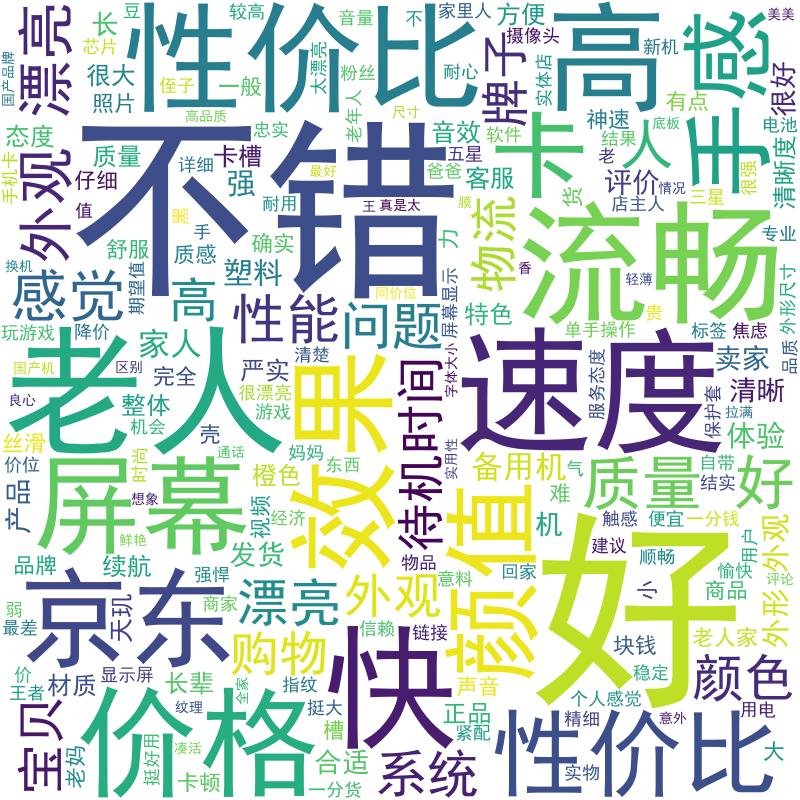 性价比
高
漂亮
手感
牌子
不错
卡
人
外观
流畅
物流
感觉
高
性能
问题
老人
效果
速度
待机时间
屏幕
颜值
质量
好
京东
漂亮
外观
好
购物
快
颜色
宝贝
价格
系统
性价比
长
豆
较高
音量
不
家里人
方便
摄像头
新机
美美
国产品牌
芯片
很大
照片
侄子
一般
太漂亮
粉丝
耐心
实体店
神速
有点
很好
态度
高品质
忠实
老年人
音效
软件
尺寸
结果
底板
电池
清晰度
手机卡
质量
详细
卡槽
最好
五星
爸爸
客服
老
评价
情况
很强
仔细
强
耐用
王
真是太
膜
货
店主人
三星
值
手
确实
力
专业
舒服
质感
期望值
塑料
香
轻薄
换机
同价位
屏幕显示
特色
贵
单手操作
标签
焦虑
外形尺寸
品质
玩游戏
降价
家人
清楚
严实
字体大小
卖家
服务态度
国产机
区别
完全
很漂亮
游戏
清晰
保护套
良心
整体
机会
壳
拉满
体验
丝滑
价位
时间
通话
妈妈
东西
实用性
备用机
气
自带
想象
橙色
视频
经济
难
结实
产品
鲜艳
发货
机
触感
便宜
一分钱
物品
建议
顺畅
愉快
用户
外观
品牌
续航
强悍
回家
意料
小
商品
评论
外形
弱
最差
天玑
商家
信赖
链接
块钱
老人家
价
王者
材质
显示屏
长辈
指纹
声音
稳定
全家
个人感觉
用电
老妈
纹理
挺大
槽
正品
紧配
精细
意外
挺好用
凑活
卡顿
合适
一分货
实物
大